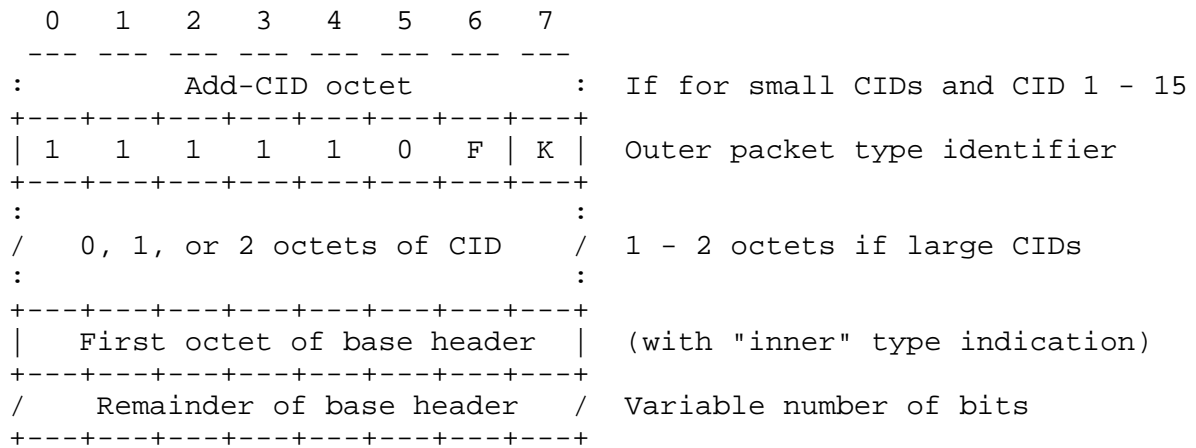 0   1   2   3   4   5   6   7
 --- --- --- --- --- --- --- ---
:         Add-CID octet         :  If for small CIDs and CID 1 - 15
+---+---+---+---+---+---+---+---+
| 1   1   1   1   1   0   F | K |  Outer packet type identifier
+---+---+---+---+---+---+---+---+
:                               :
/   0, 1, or 2 octets of CID    /  1 - 2 octets if large CIDs
:                               :
+---+---+---+---+---+---+---+---+
|   First octet of base header  |  (with "inner" type indication)
+---+---+---+---+---+---+---+---+
/    Remainder of base header   /  Variable number of bits
+---+---+---+---+---+---+---+---+